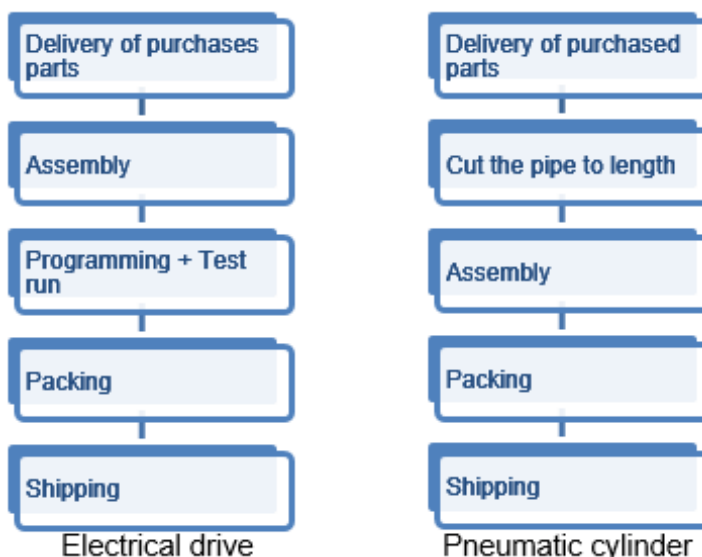 Delivery of purchases
parts
Assembly
Programming + Test
run
Packing
Shipping
Electrical drive
Delivery of purchased
parts
Cut the pipe to length
Assembly
Packing
Shipping
Pneumatic cylinder